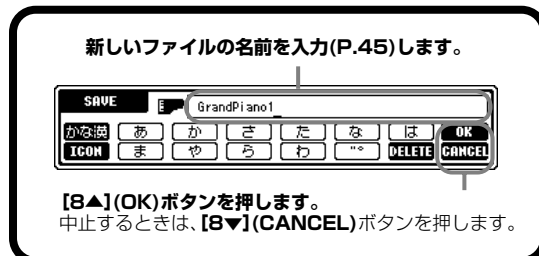 新しいファイルの名前を入力(P.45)します。
SAVE GrandPiano1
かな漢 あ か さ た な は OK
ICON ま や ら わ "° DELETE CANCEL
[8▲](OK)ボタンを押します。
中止するときは、[8▼](CANCEL)ボタンを押します。